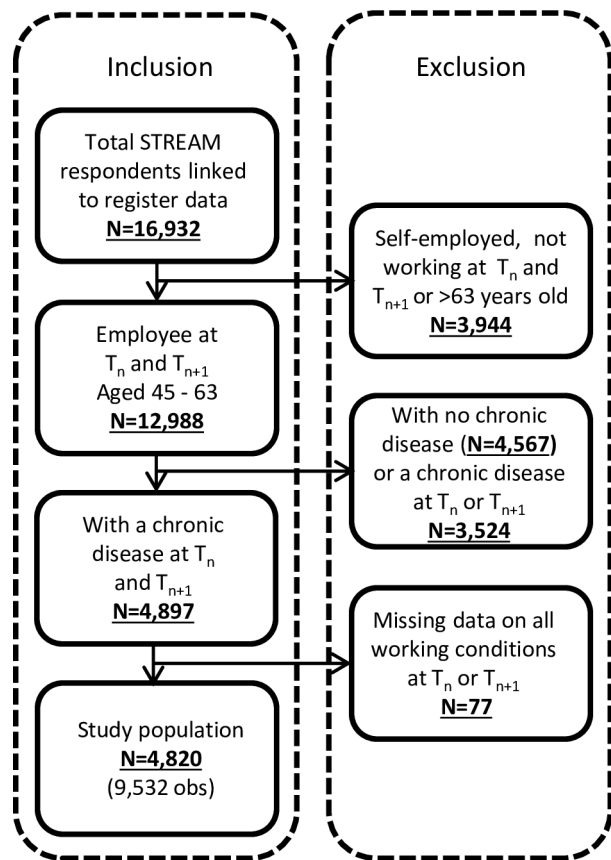 Inclusion
Total STREAM
respondents linked
to register data
N=16,932
Employee at
Tn and Tn+1
Aged 45 - 63
N=12,988
With a chronic
disease at Tn
and Tn+1
N=4,897
Study population
N=4,820
(9,532 obs)
Exclusion
Self-employed, not
working at Tn and
Tn+1 or >63 years old
N=3,944
With no chronic
disease (N=4,567)
or a chronic disease
at Tn or Tn+1
N=3,524
Missing data on all
working conditions
at Tn or Tn+1
N=77